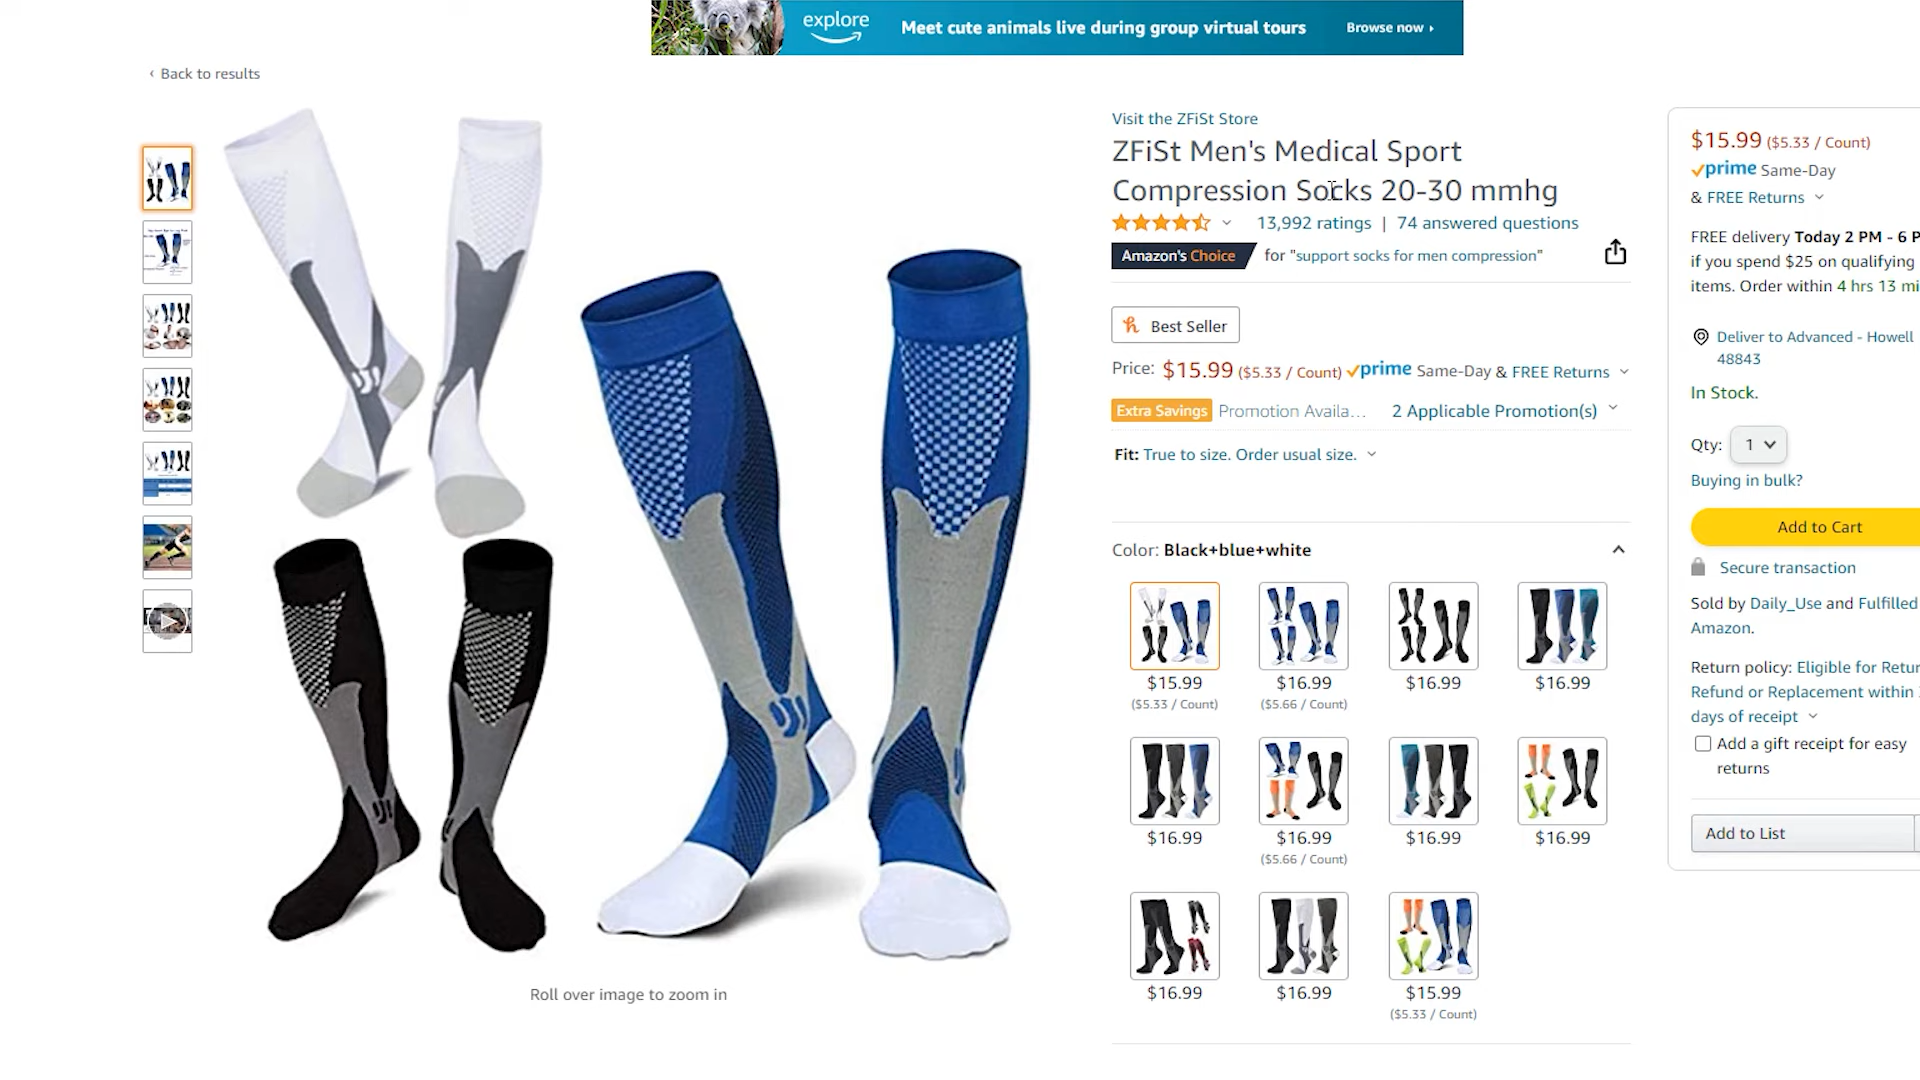 explore
Meet cute animals live during group virtual tours
Browse now ›
‹ Back to results
Roll over image to zoom in
Visit the ZFiSt Store
ZFiSt Men's Medical Sport
Compression Socks 20-30 mmhg
13,992 ratings | 74 answered questions
Amazon's Choice for "support socks for men compression"
Best Seller
Price: $15.99 ($5.33 / Count) prime Same-Day & FREE Returns
Extra Savings Promotion Availa... 2 Applicable Promotion(s)
Fit: True to size. Order usual size.
Color: Black+blue+white
$15.99 $16.99 $16.99 $16.99
($5.33 / Count) ($5.66 / Count)
$16.99 $16.99 $16.99 $16.99
($5.66 / Count)
$16.99 $16.99 $15.99
($5.33 / Count)
$15.99 ($5.33 / Count)
prime Same-Day
& FREE Returns
FREE delivery Today 2 PM - 6 P
if you spend $25 on qualifying
items. Order within 4 hrs 13 mi
Deliver to Advanced - Howell
48843
In Stock.
Qty: 1
Buying in bulk?
Add to Cart
Secure transaction
Sold by Daily_Use and Fulfilled
Amazon.
Return policy: Eligible for Retur
Refund or Replacement within
days of receipt
Add a gift receipt for easy
returns
Add to List